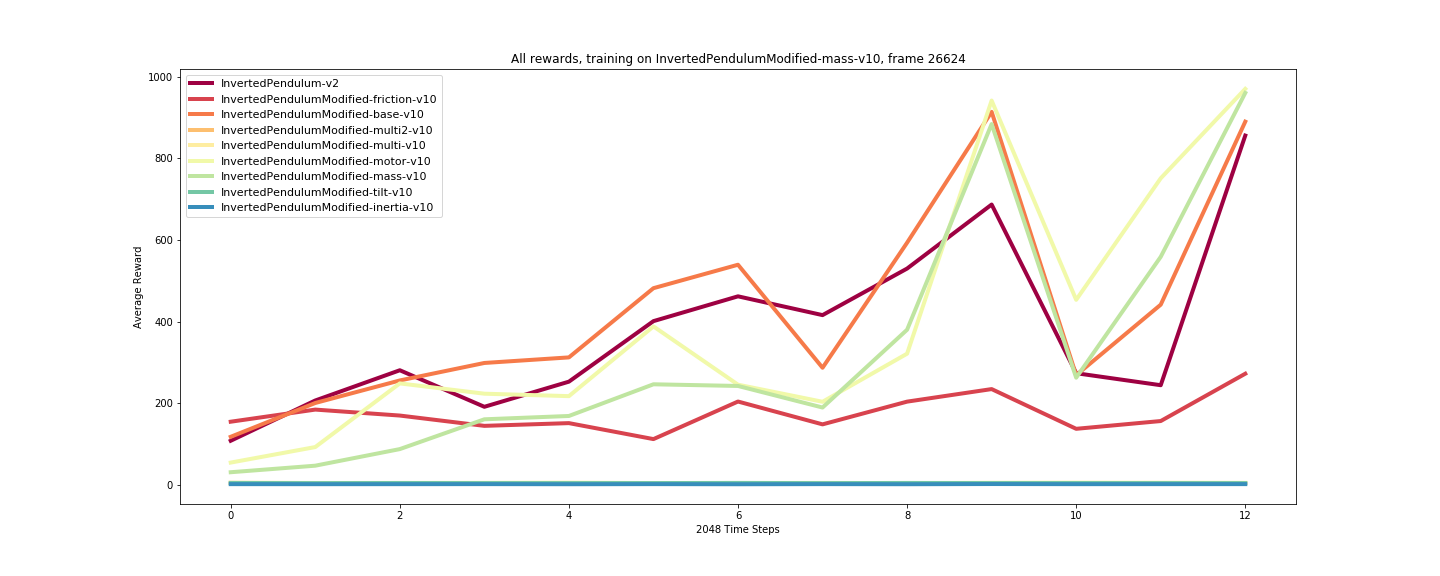 All rewards, training on InvertedPendulumModified-mass-v10, frame 26624
1000
800
600
400
200
0
Average Reward
InvertedPendulum-v2
InvertedPendulumModified-friction-v10
InvertedPendulumModified-base-v10
InvertedPendulumModified-multi2-v10
InvertedPendulumModified-multi-v10
InvertedPendulumModified-motor-v10
InvertedPendulumModified-mass-v10
InvertedPendulumModified-tilt-v10
InvertedPendulumModified-inertia-v10
0 2 4 6 8 10 12
2048 Time Steps